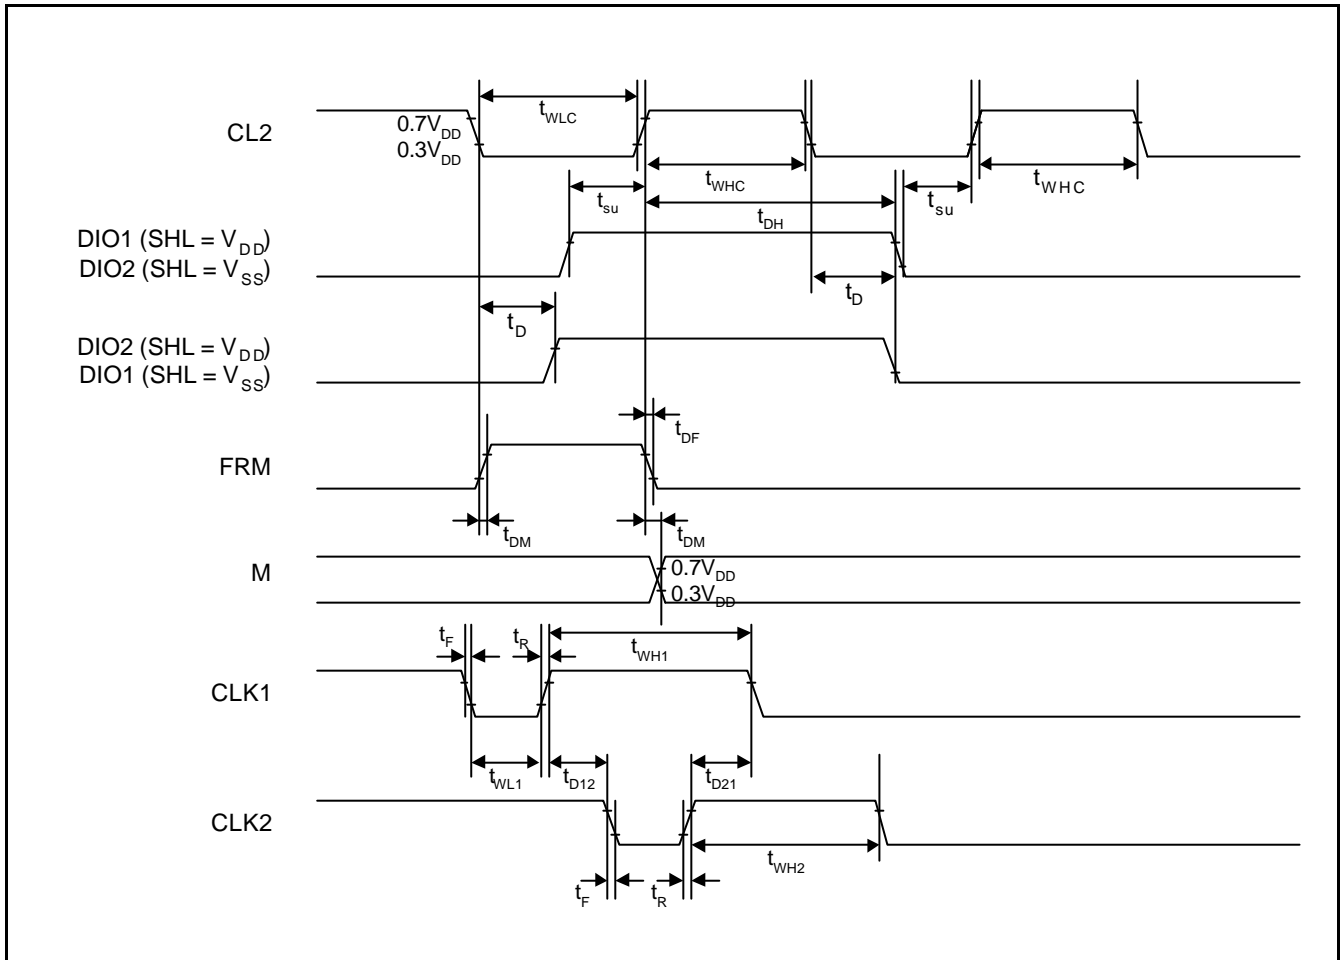 t_WLC
CL2
0.7V_DD
0.3V_DD
t_WHC
t_WHC
t_su
t_su
t_DH
DIO1 (SHL = V_DD)
DIO2 (SHL = V_SS)
t_D
t_D
DIO2 (SHL = V_DD)
DIO1 (SHL = V_SS)
t_DF
FRM
t_DM
t_DM
M
0.7V_DD
0.3V_DD
t_F
t_R
t_WH1
CLK1
t_WL1
t_D12
t_D21
CLK2
t_WH2
t_F
t_R